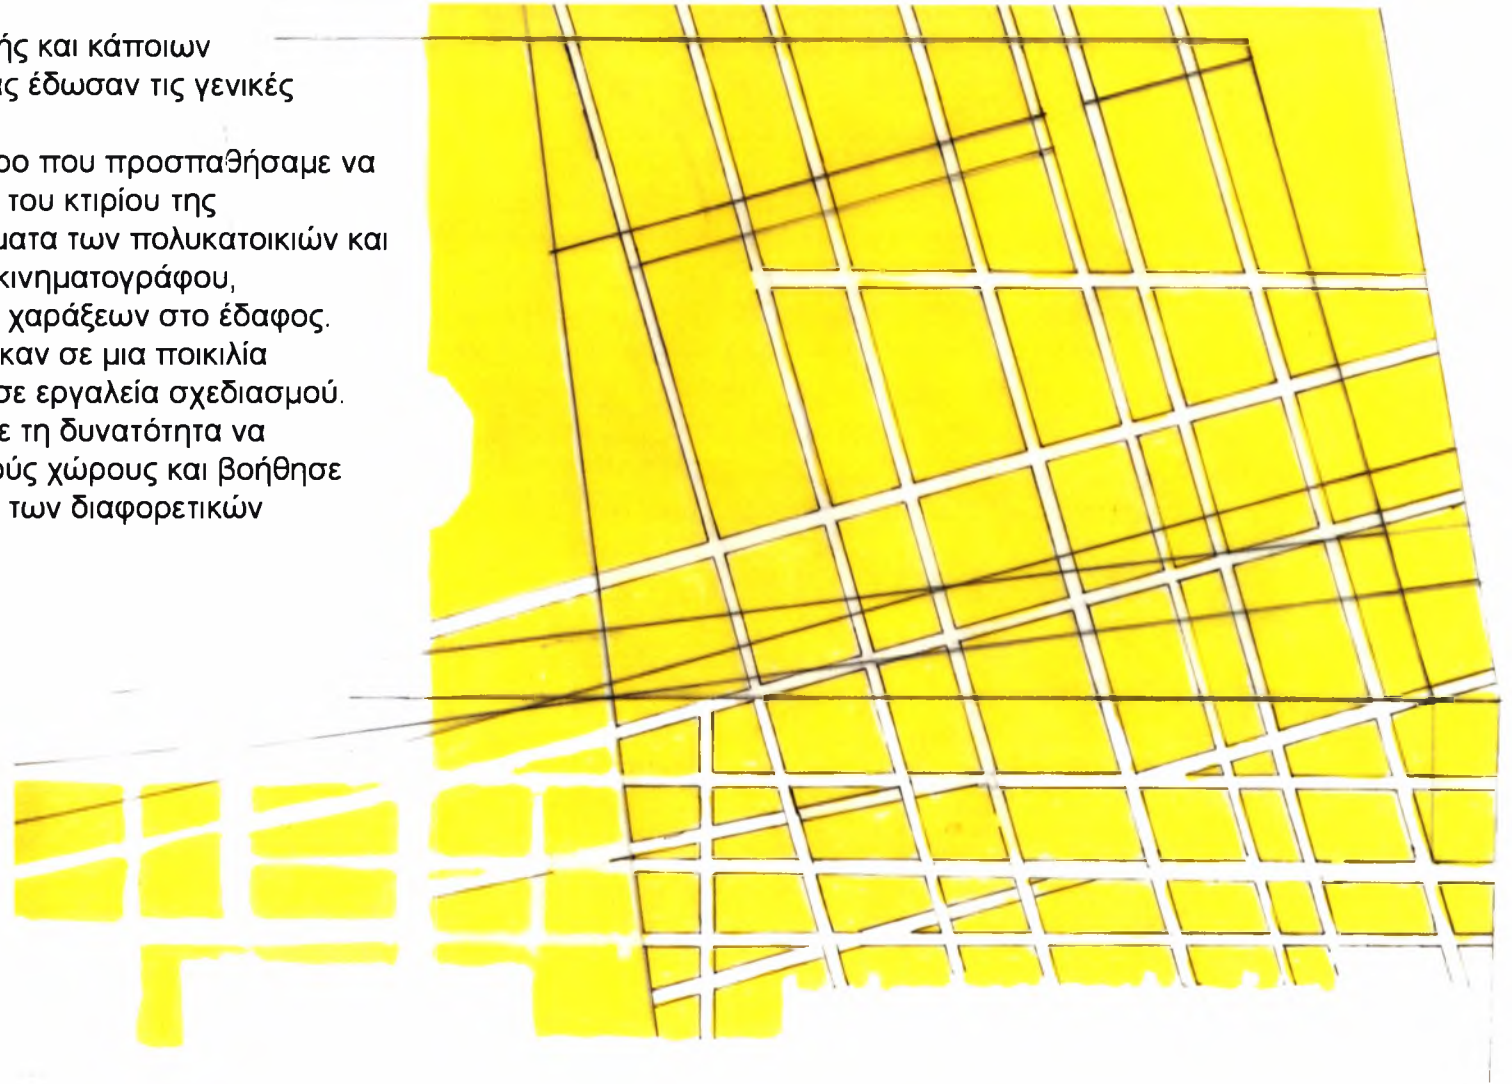 ής και κάποιων
ς έδωσαν τις γενικές
ρο που προσπαθήσαμε να
του κτιρίου της
ματα των πολυκατοικιών και
κινηματογράφου,
χαράξεων στο έδαφος.
καν σε μια ποικιλία
σε εργαλεία σχεδιασμού.
ε τη δυνατότητα να
ούς χώρους και βοήθησε
των διαφορετικών